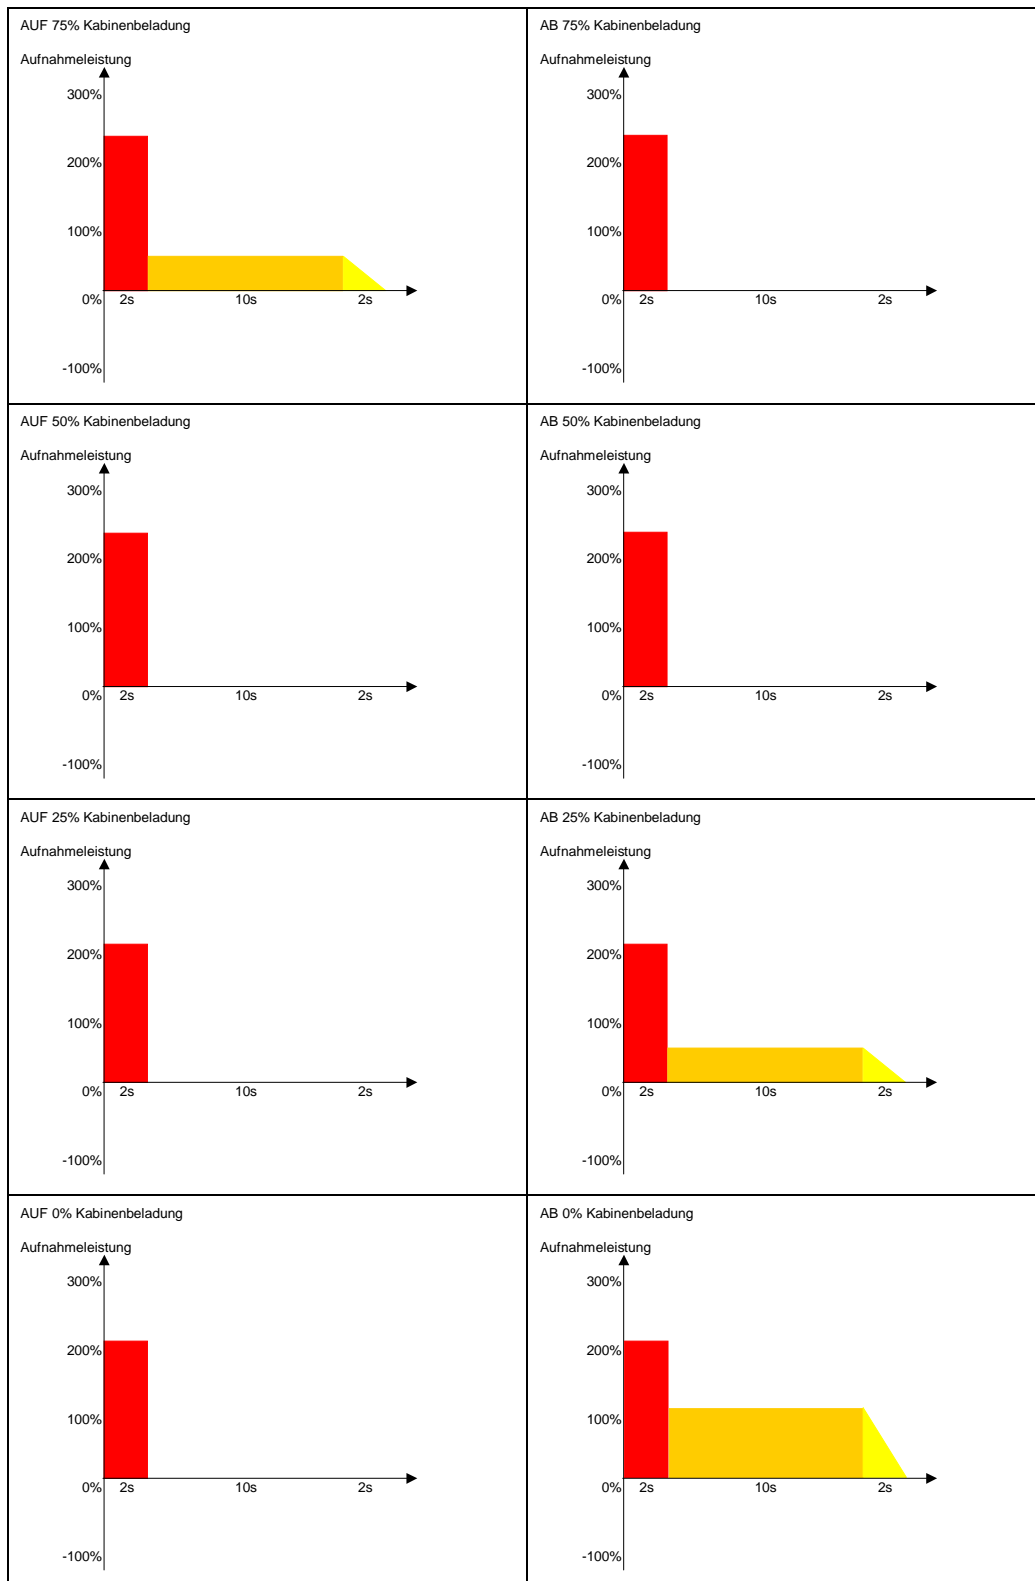 AUF 75% Kabinenbeladung
Aufnahmeleistung
300%
200%
100%
0% 2s 10s 2s
-100%
AB 75% Kabinenbeladung
Aufnahmeleistung
300%
200%
100%
0% 2s 10s 2s
-100%
AUF 50% Kabinenbeladung
Aufnahmeleistung
300%
200%
100%
0% 2s 10s 2s
-100%
AB 50% Kabinenbeladung
Aufnahmeleistung
300%
200%
100%
0% 2s 10s 2s
-100%
AUF 25% Kabinenbeladung
Aufnahmeleistung
300%
200%
100%
0% 2s 10s 2s
-100%
AB 25% Kabinenbeladung
Aufnahmeleistung
300%
200%
100%
0% 2s 10s 2s
-100%
AUF 0% Kabinenbeladung
Aufnahmeleistung
300%
200%
100%
0% 2s 10s 2s
-100%
AB 0% Kabinenbeladung
Aufnahmeleistung
300%
200%
100%
0% 2s 10s 2s
-100%